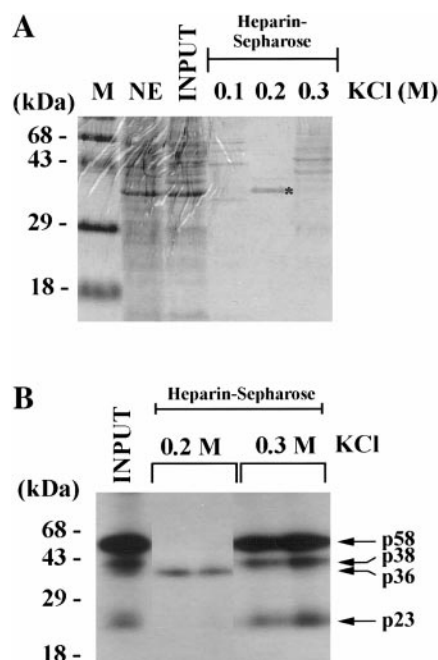 A
Heparin-
Sepharose
(kDa) M NE INPUT 0.1 0.2 0.3 KCl (M)
68 -
43 -
*
29 -
18 -
B
Heparin-Sepharose
(kDa) INPUT 0.2 M 0.3 M KCl
68 -
p58
43 -
p38
p36
29 -
p23
18 -